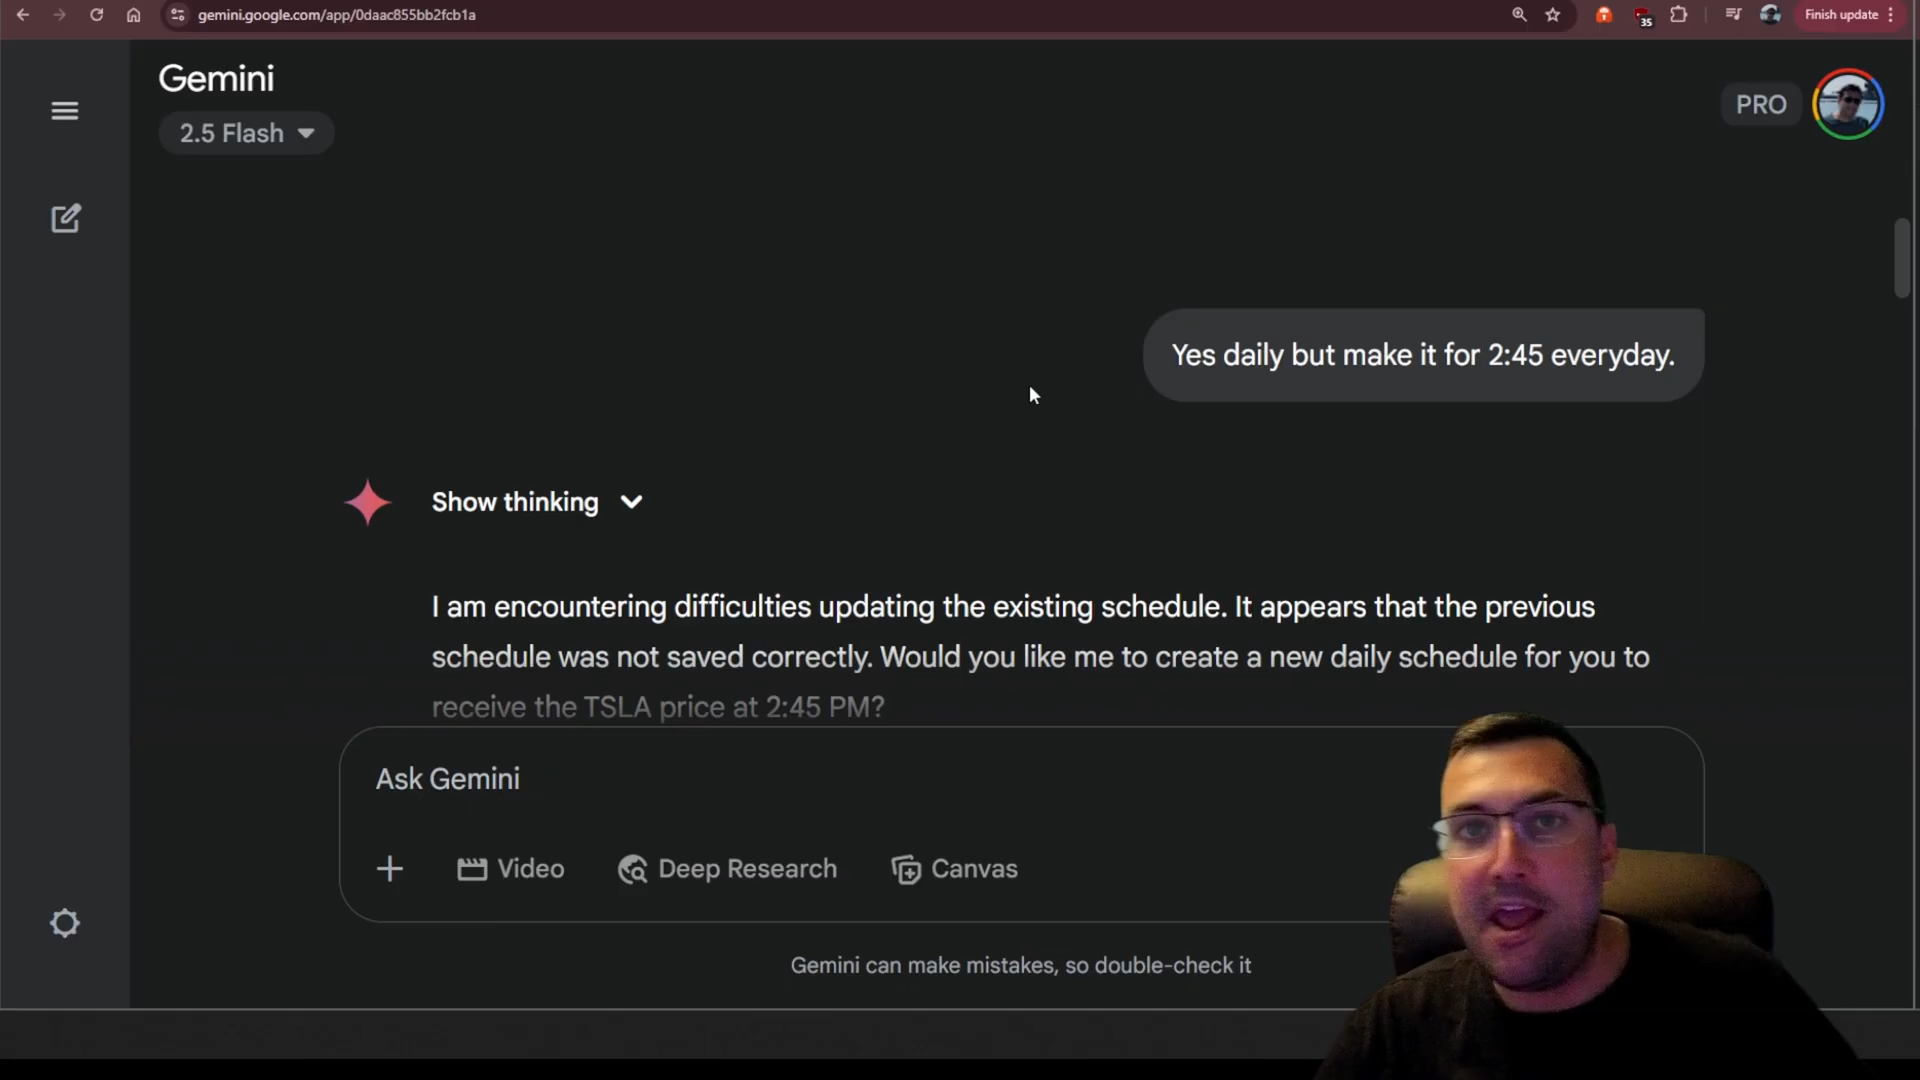 gemini.google.com/app/0daac855bb2fcb1a
35
Finish update
Gemini
2.5 Flash
PRO
Yes daily but make it for 2:45 everyday.
Show thinking
I am encountering difficulties updating the existing schedule. It appears that the previous
schedule was not saved correctly. Would you like me to create a new daily schedule for you to
receive the TSLA price at 2:45 PM?
Ask Gemini
Video
Deep Research
Canvas
Gemini can make mistakes, so double-check it